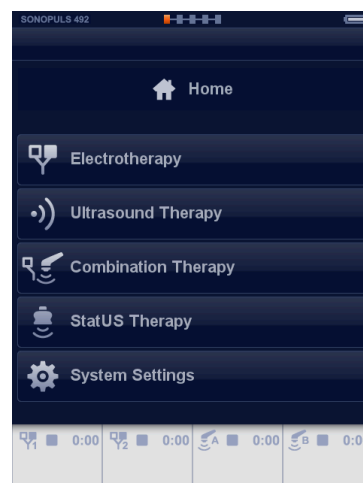 SONOPULS 492
Home
Electrotherapy
Ultrasound Therapy
Combination Therapy
StatUS Therapy
System Settings
1 0:00 2 0:00 A 0:00 B 0:0